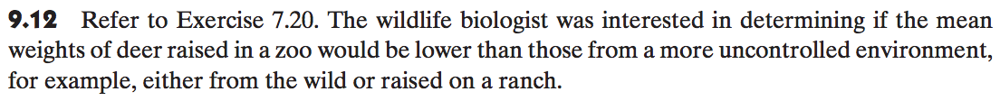 9.12 Refer to Exercise 7.20. The wildlife biologist was interested in determining if the mean
weights of deer raised in a zoo would be lower than those from a more uncontrolled environment,
for example, either from the wild or raised on a ranch.